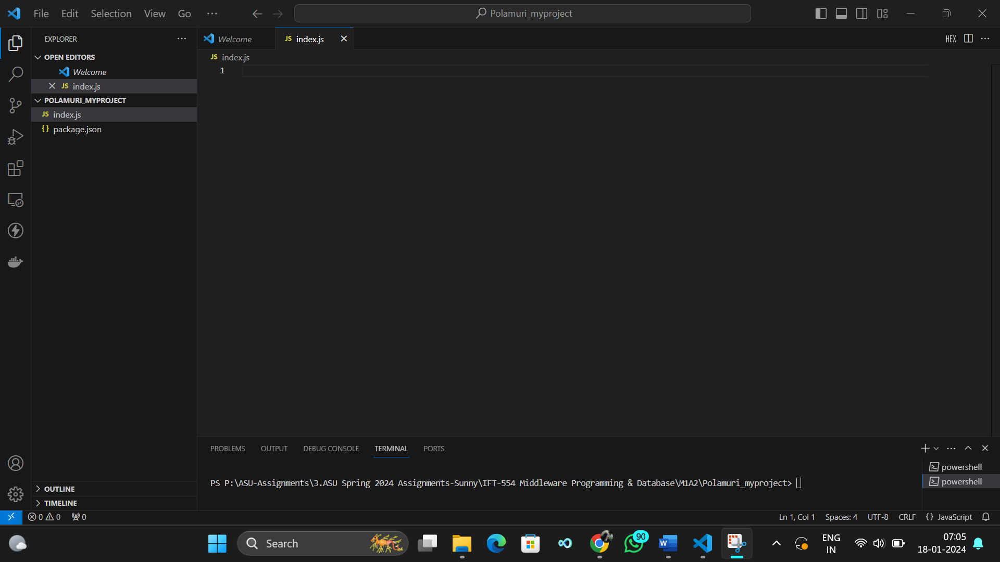 File Edit Selection View Go
Polamuri_myproject
EXPLORER
OPEN EDITORS
Welcome
JS index.js
POLAMURI_MYPROJECT
JS index.js
{} package.json
OUTLINE
TIMELINE
Welcome
JS index.js
HEX
JS index.js
1
PROBLEMS OUTPUT DEBUG CONSOLE TERMINAL PORTS
PS P:\ASU-Assignments\3.ASU Spring 2024 Assignments-Sunny\IFT-554 Middleware Programming & Database\M1A2\Polamuri_myproject>
powershell
powershell
0 0 0
Ln 1, Col 1 Spaces: 4 UTF-8 CRLF {} JavaScript
Search
90
W
ENG
IN
07:05
18-01-2024